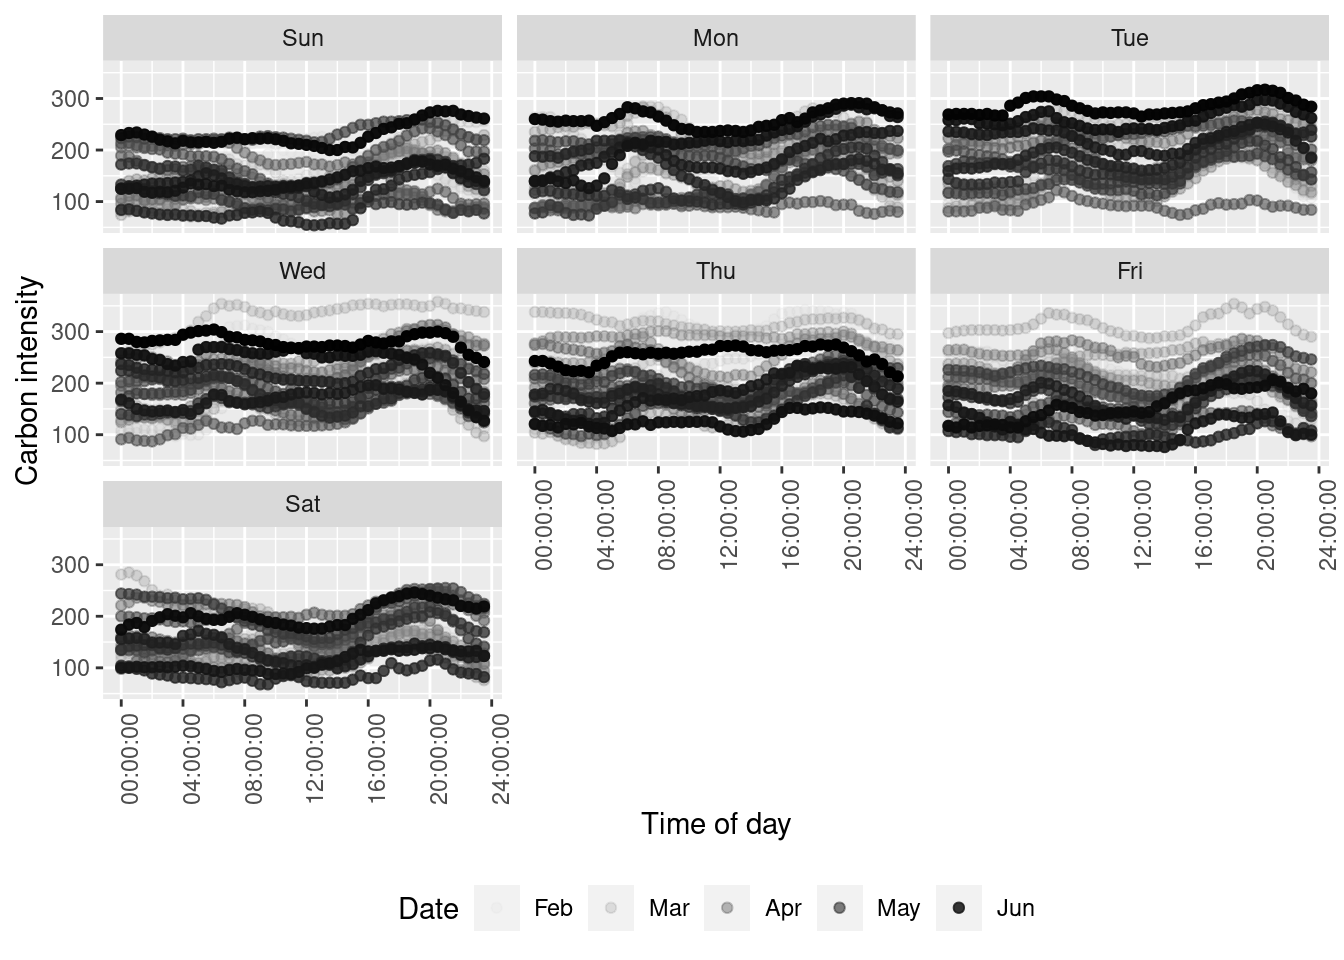 Sun Mon Tue
300
200
100
Wed Thu Fri
300
200
100
Carbon intensity
Sat
00:00:00 04:00:00 08:00:00 12:00:00 16:00:00 20:00:00 24:00:00 00:00:00 04:00:00 08:00:00 12:00:00 16:00:00 20:00:00 24:00:00
300
200
100
00:00:00 04:00:00 08:00:00 12:00:00 16:00:00 20:00:00 24:00:00
Time of day
Date Feb Mar Apr May Jun